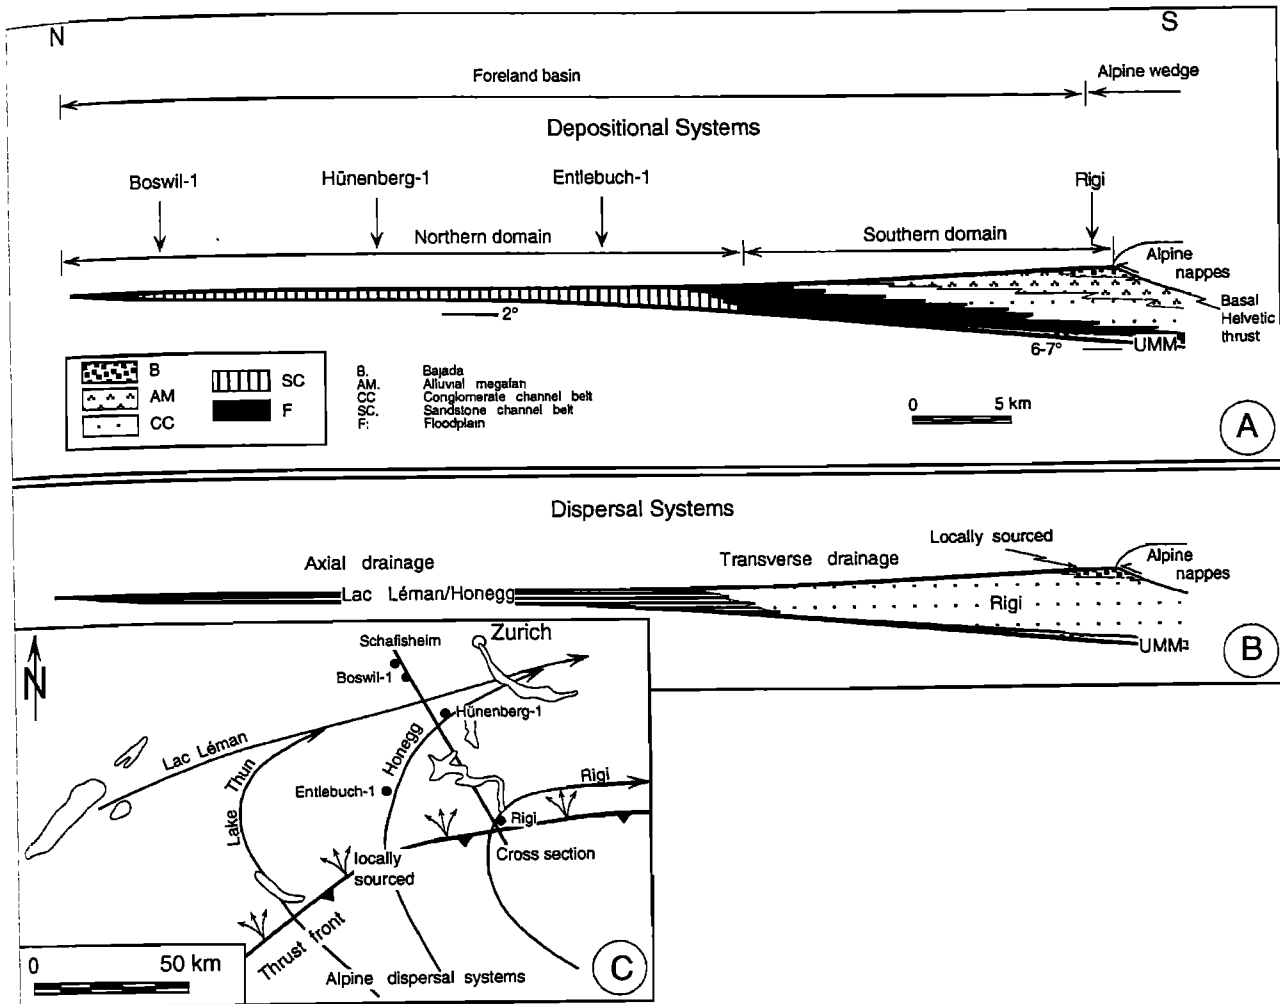 N
S
Foreland basin
Alpine wedge
Depositional Systems
Boswil-1
Hünenberg-1
Entlebuch-1
Rigi
Northern domain
Southern domain
Alpine
nappes
Basal
Helvetic
thrust
2°
6-7°
UMM
B
AM
CC
SC
F
B. Bajada
AM. Alluvial megafan
CC Conglomerate channel belt
SC. Sandstone channel belt
F: Floodplain
0 5 km
A
Dispersal Systems
Locally sourced
Axial drainage
Transverse drainage
Alpine
nappes
Lac Léman/Honegg
Rigi
UMM
B
N
Schafisheim
Zurich
Boswil-1
Hünenberg-1
Lac Léman
Lake Thun
Honegg
Entlebuch-1
Rigi
Rigi
locally
sourced
Cross section
Thrust front
Alpine dispersal systems
0 50 km
C